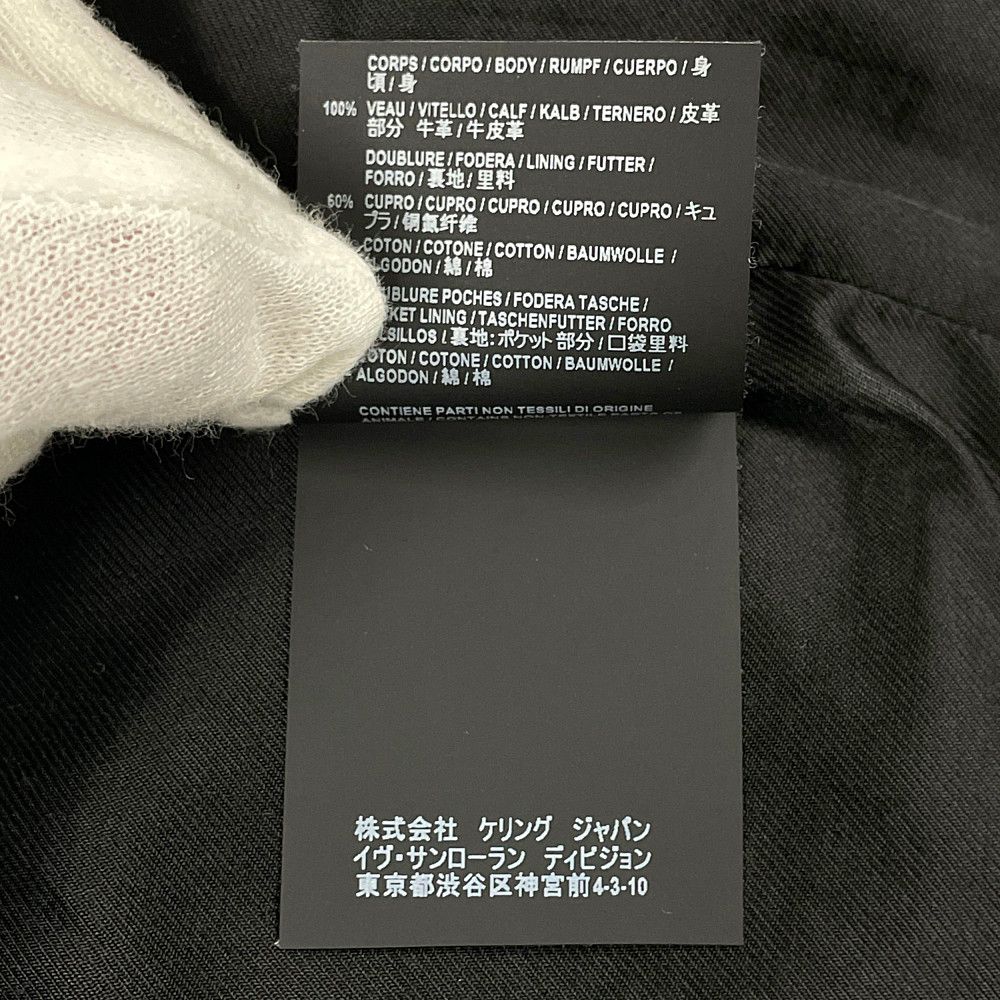 CORPS / CORPO / BODY / RUMPF / CUERPO / 身
頃 / 身
100% VEAU / VITELLO / CALF / KALB / TERNERO / 皮革
部分 牛革 / 牛皮革
DOUBLURE / FODERA / LINING / FUTTER /
FORRO / 裏地 / 里料
60% CUPRO / CUPRO / CUPRO / CUPRO / CUPRO / キュ
プラ / 铜氨纤维
COTON / COTONE / COTTON / BAUMWOLLE /
ALGODON / 綿 / 棉
POCHES / FODERA TASCHE /
LINING / TASCHENFUTTER / FORRO
/ 裏地:ポケット部分 / 口袋里料
COTON / COTONE / COTTON / BAUMWOLLE /
ALGODON / 綿 / 棉
CONTIENE PARTI NON TESSILI DI ORIGINE
株式会社 ケリング ジャパン
イヴ・サンローラン ディビジョン
東京都渋谷区神宮前4-3-10